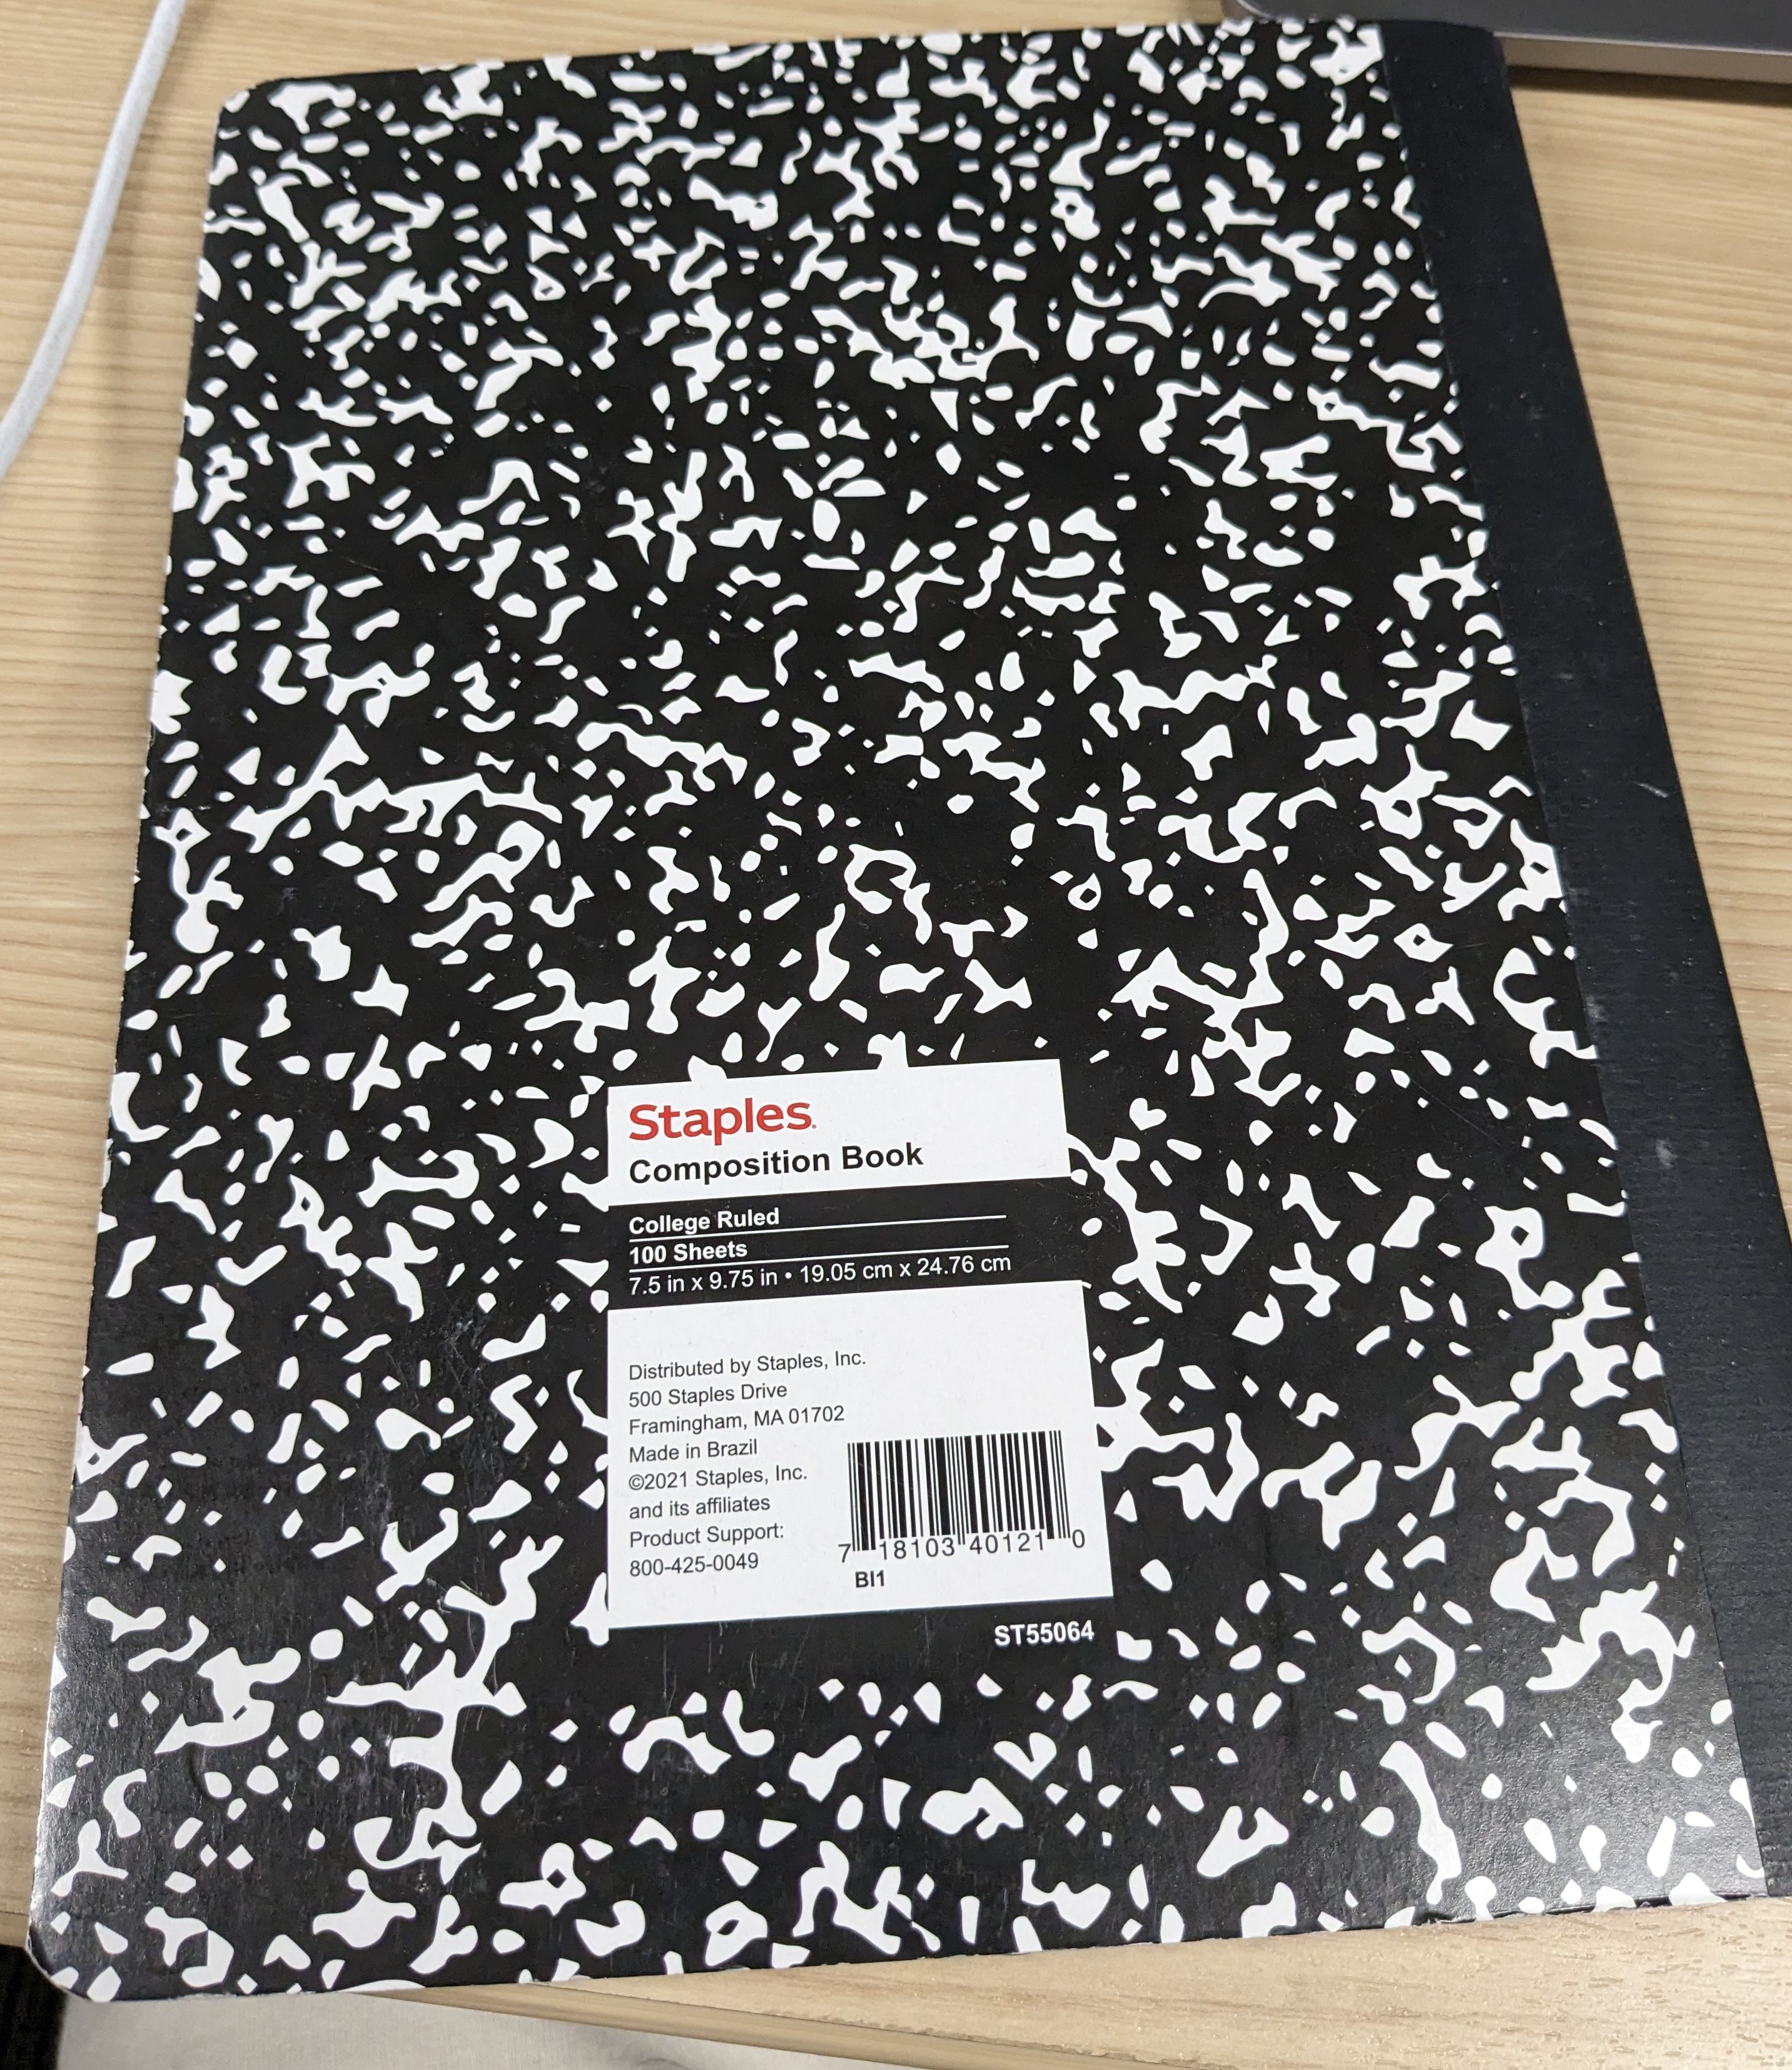 Staples
Composition Book
College Ruled
100 Sheets
7.5 in x 9.75 in • 19.05 cm x 24.76 cm
Distributed by Staples, Inc.
500 Staples Drive
Framingham, MA 01702
Made in Brazil
©2021 Staples, Inc.
and its affiliates
Product Support:
800-425-0049
7 18103 40121 0
BI1
ST55064